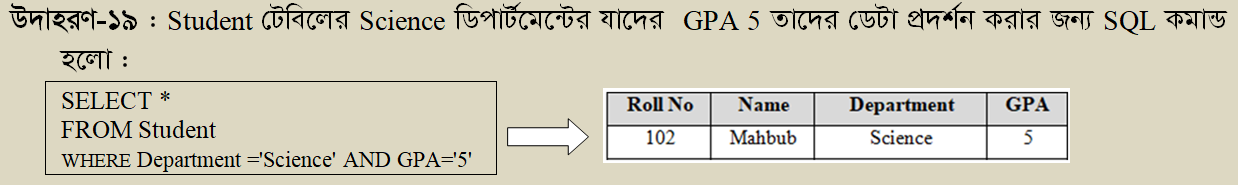 উদাহরণ-১৯ : Student টেবিলের Science ডিপার্টমেন্টের যাদের GPA 5 তাদের ডেটা প্রদর্শন করার জন্য SQL কমান্ড
হলো :
SELECT *
FROM Student
WHERE Department ='Science' AND GPA='5'
Roll No Name Department GPA
102 Mahbub Science 5